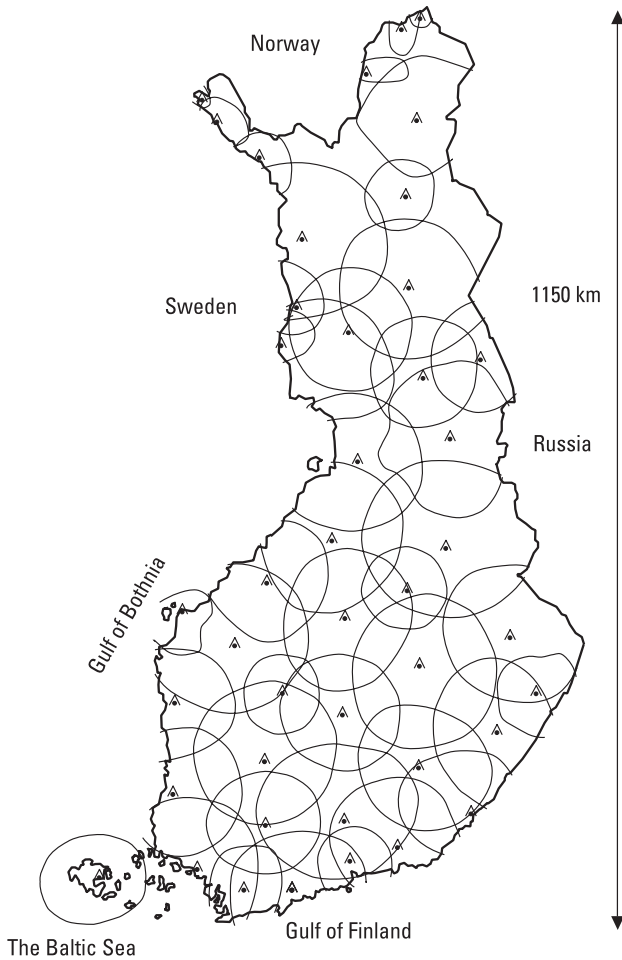 Norway
Sweden
1150 km
Russia
Gulf of Bothnia
Gulf of Finland
The Baltic Sea